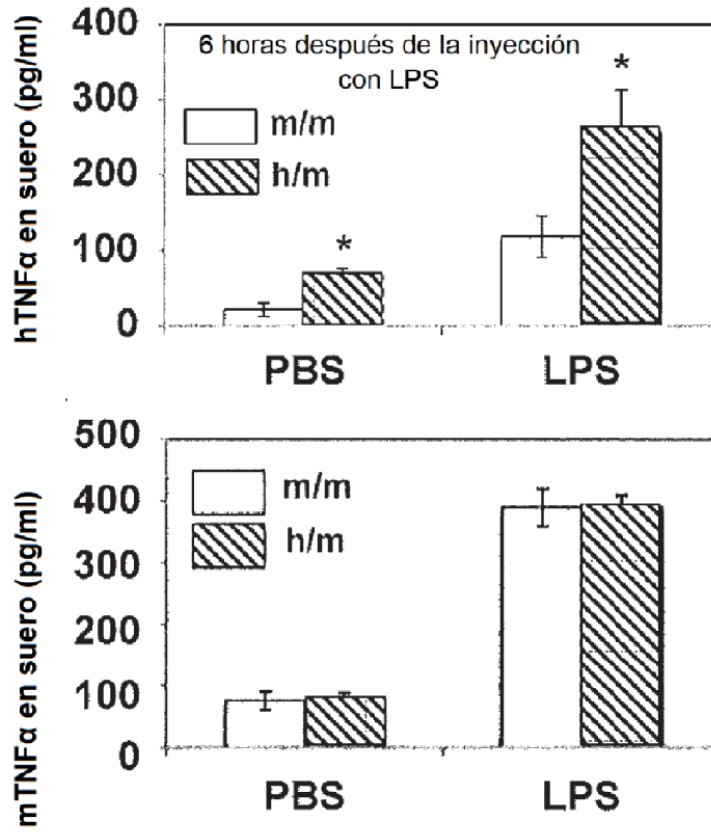 hTNFα en suero (pg/ml)
400
300
200
100
0
6 horas después de la inyección
con LPS
m/m
h/m
*
*
PBS
LPS
mTNFα en suero (pg/ml)
500
400
300
200
100
0
m/m
h/m
PBS
LPS